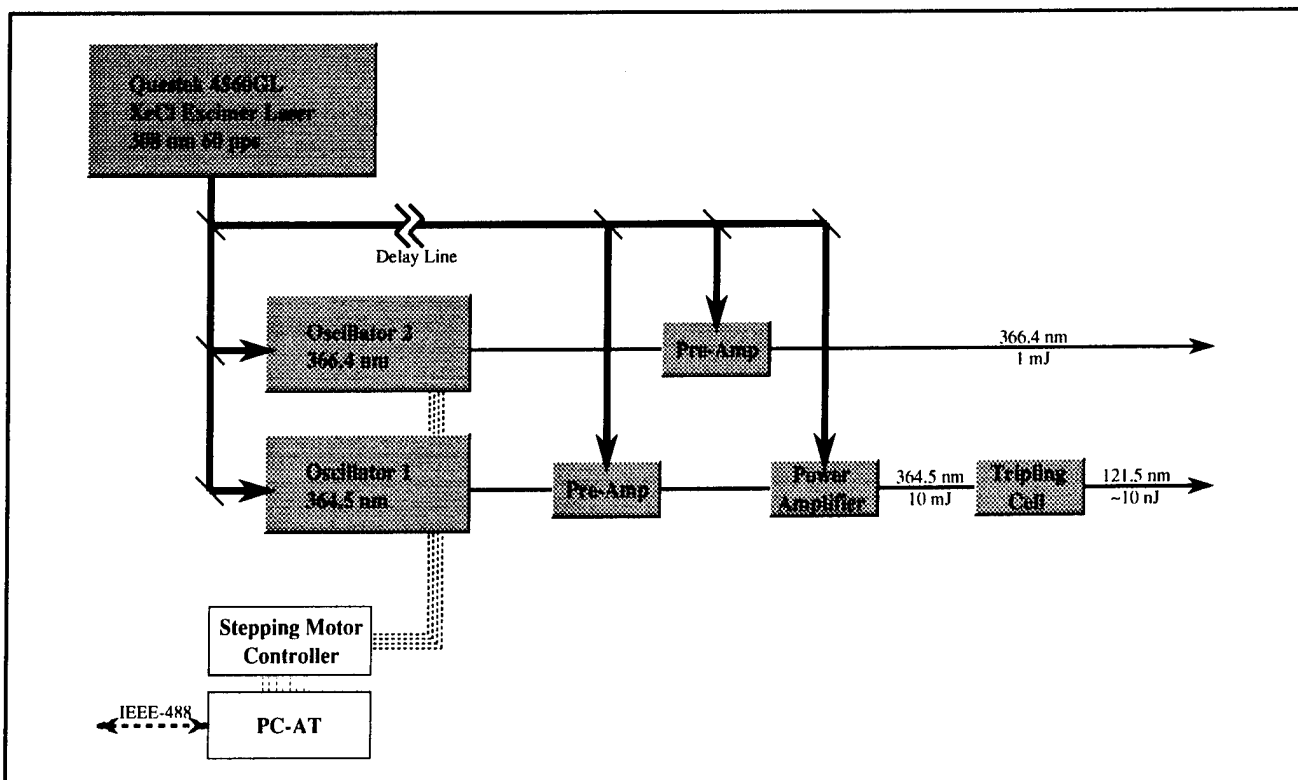 Questek 4560GL
XeCl Excimer Laser
308 nm 60 pps
Delay Line
Oscillator 2
366.4 nm
Pre-Amp
366.4 nm
1 mJ
Oscillator 1
364.5 nm
Pre-Amp
Power
Amplifier
364.5 nm
10 mJ
Tripling
Cell
121.5 nm
~10 nJ
Stepping Motor
Controller
IEEE-488
PC-AT